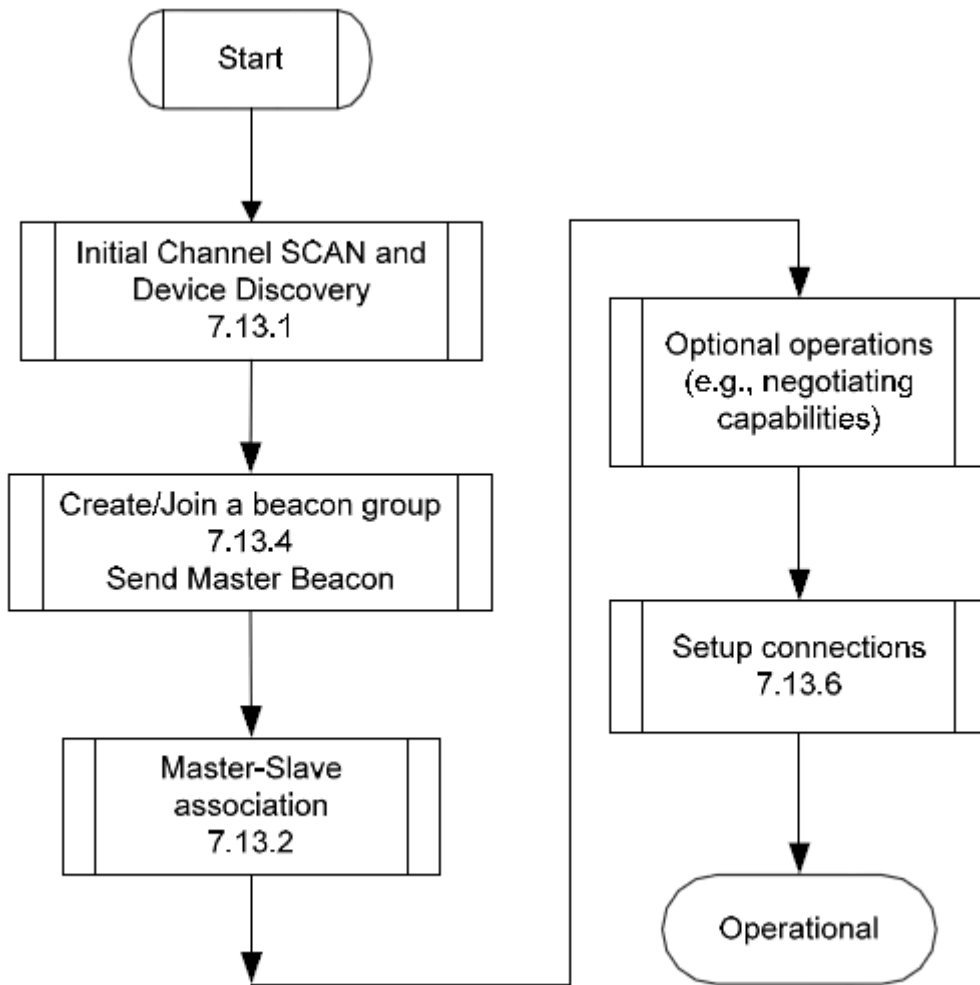 Start
Initial Channel SCAN and
Device Discovery
7.13.1
Create/Join a beacon group
7.13.4
Send Master Beacon
Master-Slave
association
7.13.2
Optional operations
(e.g., negotiating
capabilities)
Setup connections
7.13.6
Operational